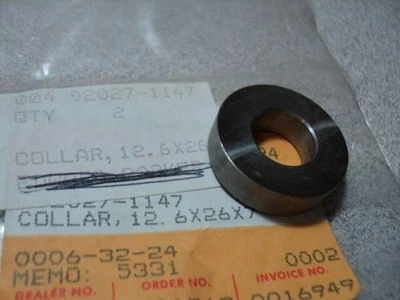 004 92027-1147
QTY 2
COLLAR, 12.6X26
2027-1147
COLLAR, 12.6X26X7
0006-32-24 0002
MEMO: 5331
DEALER NO. ORDER NO. INVOICE NO.
0016949